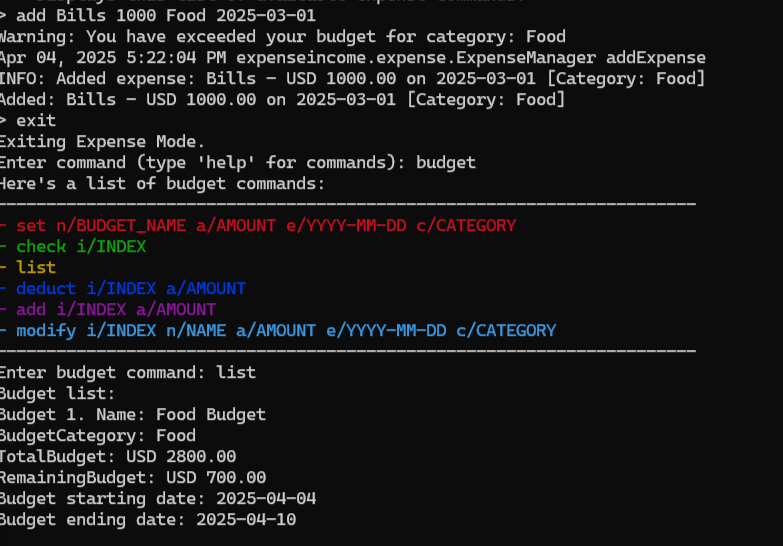 > add Bills 1000 Food 2025-03-01
Warning: You have exceeded your budget for category: Food
Apr 04, 2025 5:22:04 PM expenseincome.expense.ExpenseManager addExpense
INFO: Added expense: Bills - USD 1000.00 on 2025-03-01 [Category: Food]
Added: Bills - USD 1000.00 on 2025-03-01 [Category: Food]
> exit
Exiting Expense Mode.
Enter command (type 'help' for commands): budget
Here's a list of budget commands:
- set n/BUDGET_NAME a/AMOUNT e/YYYY-MM-DD c/CATEGORY
- check i/INDEX
- list
- deduct i/INDEX a/AMOUNT
- add i/INDEX a/AMOUNT
- modify i/INDEX n/NAME a/AMOUNT e/YYYY-MM-DD c/CATEGORY
Enter budget command: list
Budget list:
Budget 1. Name: Food Budget
BudgetCategory: Food
TotalBudget: USD 2800.00
RemainingBudget: USD 700.00
Budget starting date: 2025-04-04
Budget ending date: 2025-04-10